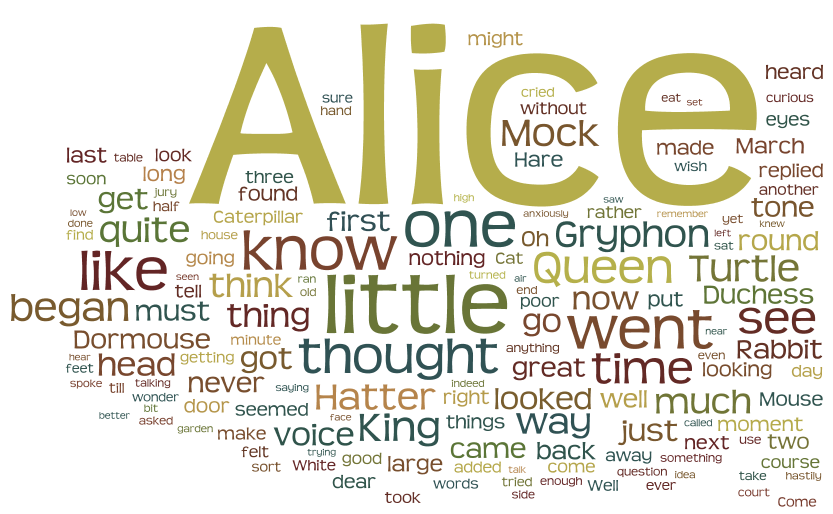 might
Alice
heard
sure
hand
cried
without
eat
set
curious
eyes
Mock
Hare
made
March
wish
replied
last
table
look
soon
long
three
found
another
get
jury
half
high
saw
tone
low
done
find
quite
Caterpillar
first
one
anxiously
rather
remember
yet
knew
house
going
know
nothing
Cat
Oh
Gryphon
left
sat
round
like
seen
tell
think
ran
old
turned
air
end
Queen
Turtle
began
must
thing
little
poor
now
put
Duchess
go
went
near
see
Dormouse
minute
thought
anything
great
time
even
Rabbit
hear
feet
head
getting
got
looking
day
spoke
till
talking
never
saying
indeed
wonder
bit
door
seemed
Hatter
right
looked
well
much
Mouse
better
asked
garden
make
voice
face
King
things
way
just
called
moment
felt
trying
came
back
away
something
next
use
two
sort
White
good
large
added
talk
come
question
idea
course
dear
words
tried
enough
Well
ever
take
hastily
took
side
court
Come